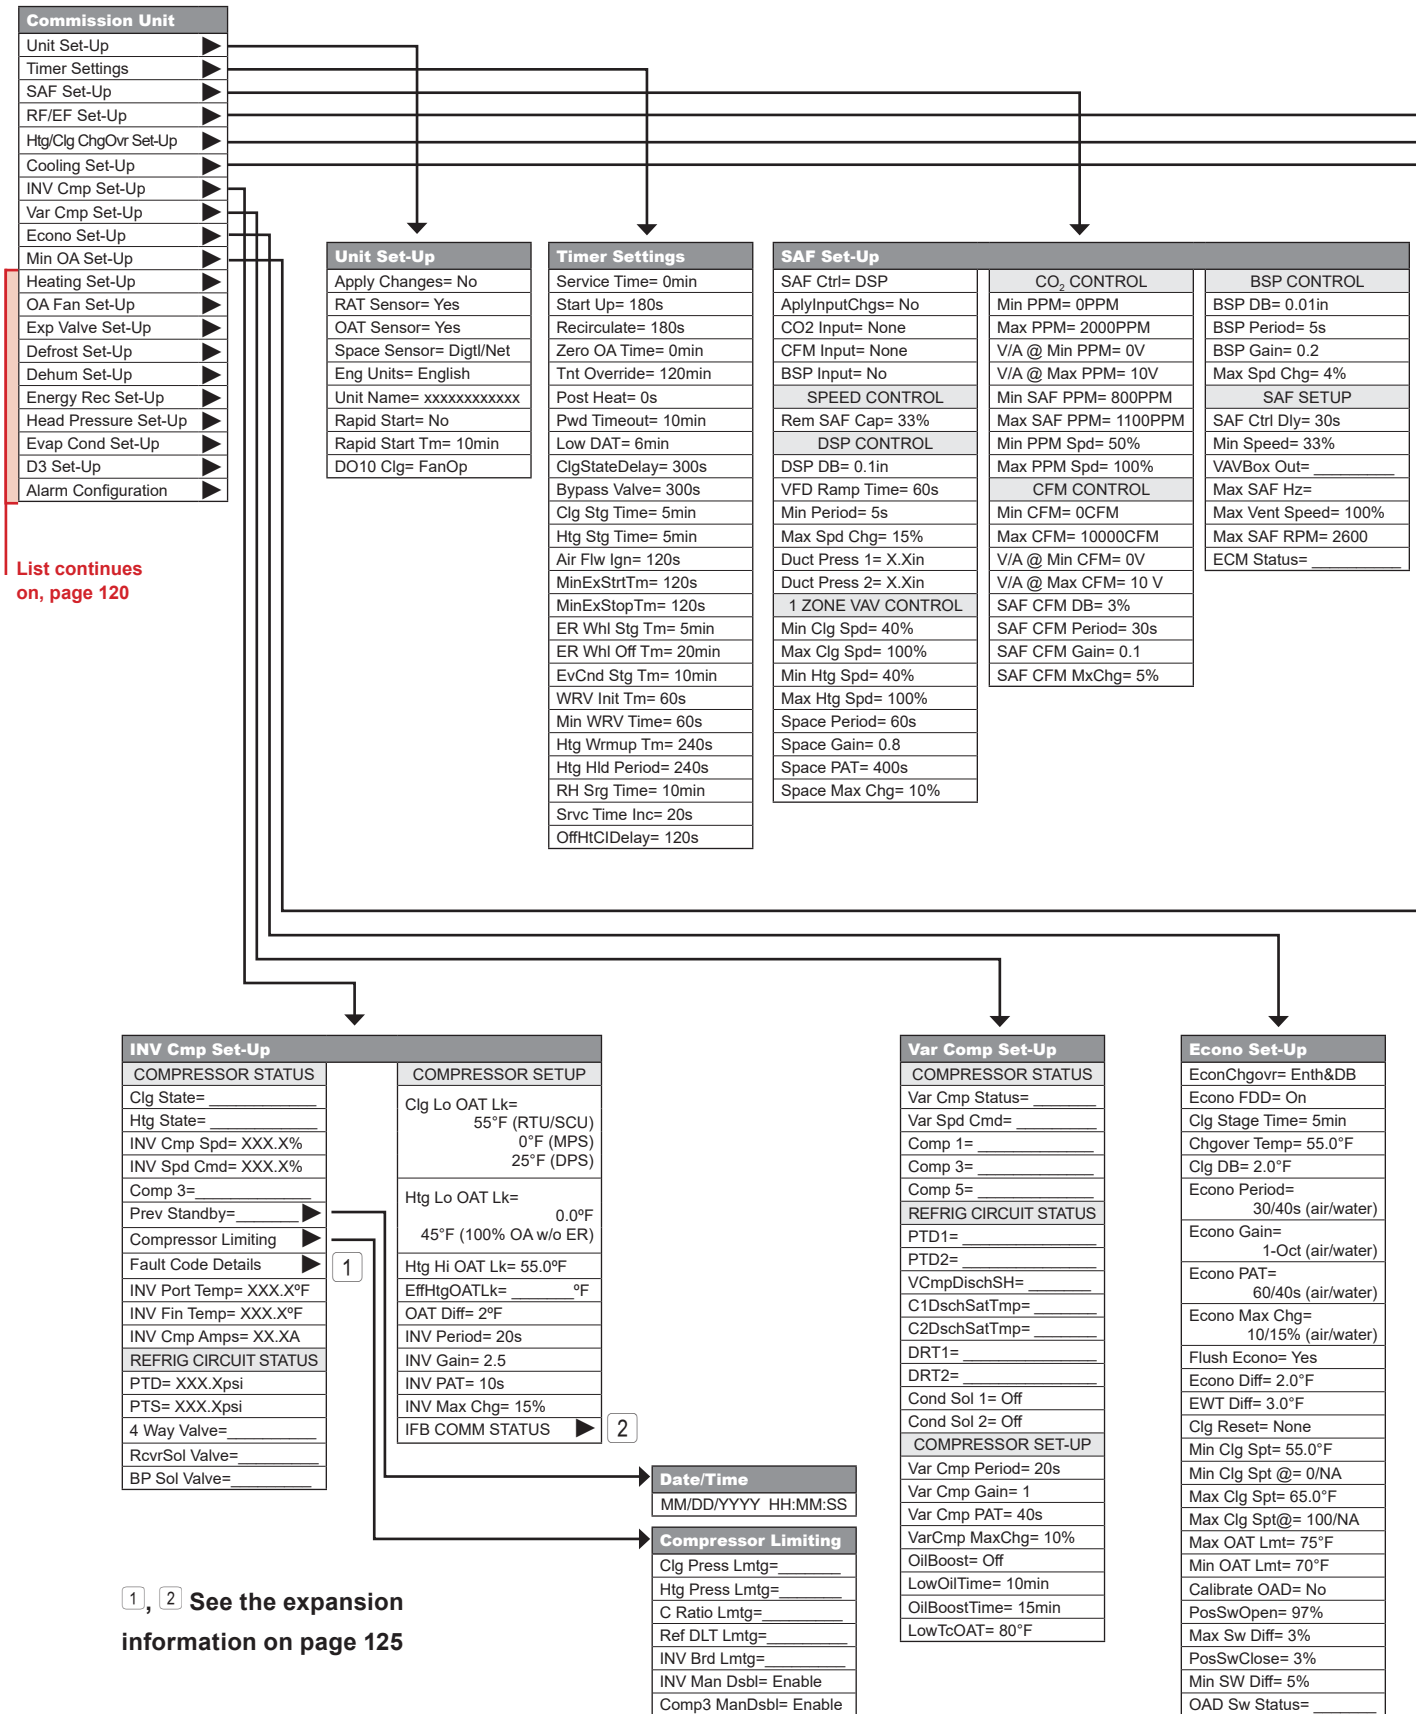 Commission Unit
Unit Set-Up
Timer Settings
SAF Set-Up
RF/EF Set-Up
Htg/Clg ChgOvr Set-Up
Cooling Set-Up
INV Cmp Set-Up
Var Cmp Set-Up
Econo Set-Up
Min OA Set-Up
Heating Set-Up
OA Fan Set-Up
Exp Valve Set-Up
Defrost Set-Up
Dehum Set-Up
Energy Rec Set-Up
Head Pressure Set-Up
Evap Cond Set-Up
D3 Set-Up
Alarm Configuration
List continues
on, page 120
Unit Set-Up
Apply Changes= No
RAT Sensor= Yes
OAT Sensor= Yes
Space Sensor= Digtl/Net
Eng Units= English
Unit Name= xxxxxxxxxxxx
Rapid Start= No
Rapid Start Tm= 10min
DO10 Clg= FanOp
Timer Settings
Service Time= 0min
Start Up= 180s
Recirculate= 180s
Zero OA Time= 0min
Tnt Override= 120min
Post Heat= 0s
Pwd Timeout= 10min
Low DAT= 6min
ClgStateDelay= 300s
Bypass Valve= 300s
Clg Stg Time= 5min
Htg Stg Time= 5min
Air Flw Ign= 120s
MinExStrtTm= 120s
MinExStopTm= 120s
ER Whl Stg Tm= 5min
ER Whl Off Tm= 20min
EvCnd Stg Tm= 10min
WRV Init Tm= 60s
Min WRV Time= 60s
Htg Wrmup Tm= 240s
Htg Hld Period= 240s
RH Srg Time= 10min
Srvc Time Inc= 20s
OffHtClDelay= 120s
SAF Set-Up
SAF Ctrl= DSP
AplyInputChgs= No
CO2 Input= None
CFM Input= None
BSP Input= No
SPEED CONTROL
Rem SAF Cap= 33%
DSP CONTROL
DSP DB= 0.1in
VFD Ramp Time= 60s
Min Period= 5s
Max Spd Chg= 15%
Duct Press 1= X.Xin
Duct Press 2= X.Xin
1 ZONE VAV CONTROL
Min Clg Spd= 40%
Max Clg Spd= 100%
Min Htg Spd= 40%
Max Htg Spd= 100%
Space Period= 60s
Space Gain= 0.8
Space PAT= 400s
Space Max Chg= 10%
CO2 CONTROL
Min PPM= 0PPM
Max PPM= 2000PPM
V/A @ Min PPM= 0V
V/A @ Max PPM= 10V
Min SAF PPM= 800PPM
Max SAF PPM= 1100PPM
Min PPM Spd= 50%
Max PPM Spd= 100%
CFM CONTROL
Min CFM= 0CFM
Max CFM= 10000CFM
V/A @ Min CFM= 0V
V/A @ Max CFM= 10 V
SAF CFM DB= 3%
SAF CFM Period= 30s
SAF CFM Gain= 0.1
SAF CFM MxChg= 5%
BSP CONTROL
BSP DB= 0.01in
BSP Period= 5s
BSP Gain= 0.2
Max Spd Chg= 4%
SAF SETUP
SAF Ctrl Dly= 30s
Min Speed= 33%
VAVBox Out= __________
Max SAF Hz=
Max Vent Speed= 100%
Max SAF RPM= 2600
ECM Status= ___________
INV Cmp Set-Up
COMPRESSOR STATUS
Clg State= _____________
Htg State= _____________
INV Cmp Spd= XXX.X%
INV Spd Cmd= XXX.X%
Comp 3=______________
Prev Standby=________
Compressor Limiting
Fault Code Details
INV Port Temp= XXX.XºF
INV Fin Temp= XXX.XºF
INV Cmp Amps= XX.XA
REFRIG CIRCUIT STATUS
PTD= XXX.Xpsi
PTS= XXX.Xpsi
4 Way Valve=___________
RcvrSol Valve=__________
BP Sol Valve=__________
1
COMPRESSOR SETUP
Clg Lo OAT Lk=
55°F (RTU/SCU)
0°F (MPS)
25°F (DPS)
Htg Lo OAT Lk=
0.0ºF
45°F (100% OA w/o ER)
Htg Hi OAT Lk= 55.0ºF
EffHtgOATLk= ________ºF
OAT Diff= 2ºF
INV Period= 20s
INV Gain= 2.5
INV PAT= 10s
INV Max Chg= 15%
IFB COMM STATUS
2
Date/Time
MM/DD/YYYY HH:MM:SS
Compressor Limiting
Clg Press Lmtg=________
Htg Press Lmtg=________
C Ratio Lmtg=__________
Ref DLT Lmtg=__________
INV Brd Lmtg=__________
INV Man Dsbl= Enable
Comp3 ManDsbl= Enable
Var Comp Set-Up
COMPRESSOR STATUS
Var Cmp Status= ________
Var Spd Cmd= __________
Comp 1= ______________
Comp 3= ______________
Comp 5= ______________
REFRIG CIRCUIT STATUS
PTD1= ________________
PTD2= ________________
VCmpDischSH=________
C1DschSatTmp= ________
C2DschSatTmp= ________
DRT1= ________________
DRT2= ________________
Cond Sol 1= Off
Cond Sol 2= Off
COMPRESSOR SET-UP
Var Cmp Period= 20s
Var Cmp Gain= 1
Var Cmp PAT= 40s
VarCmp MaxChg= 10%
OilBoost= Off
LowOilTime= 10min
OilBoostTime= 15min
LowTcOAT= 80°F
Econo Set-Up
EconChgovr= Enth&DB
Econo FDD= On
Clg Stage Time= 5min
Chgover Temp= 55.0°F
Clg DB= 2.0°F
Econo Period=
30/40s (air/water)
Econo Gain=
1-Oct (air/water)
Econo PAT=
60/40s (air/water)
Econo Max Chg=
10/15% (air/water)
Flush Econo= Yes
Econo Diff= 2.0°F
EWT Diff= 3.0°F
Clg Reset= None
Min Clg Spt= 55.0°F
Min Clg Spt @= 0/NA
Max Clg Spt= 65.0°F
Max Clg Spt@= 100/NA
Max OAT Lmt= 75°F
Min OAT Lmt= 70°F
Calibrate OAD= No
PosSwOpen= 97%
Max Sw Diff= 3%
PosSwClose= 3%
Min SW Diff= 5%
OAD Sw Status= ________
1, 2 See the expansion
information on page 125